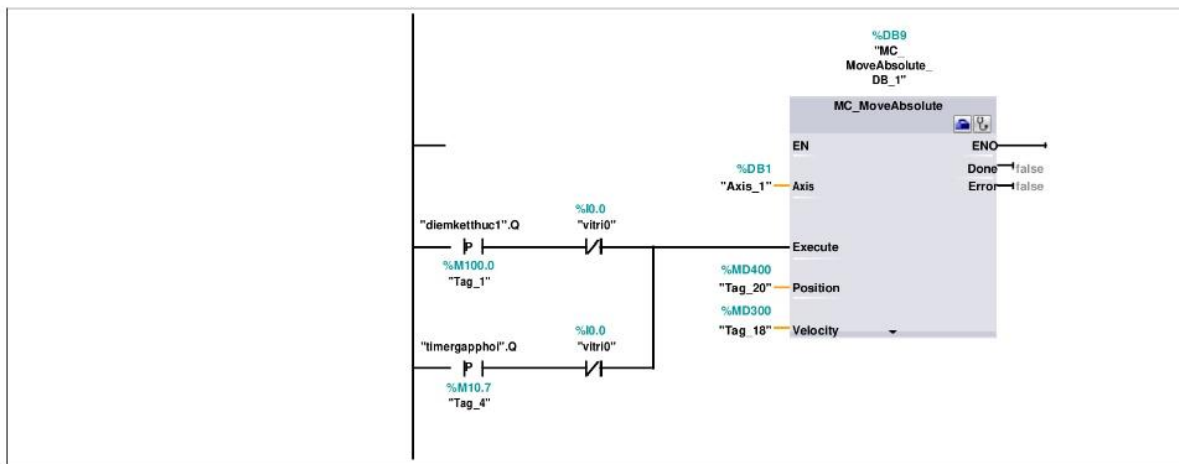 %DB9
"MC_
MoveAbsolute_
DB_1"
MC_MoveAbsolute
EN
ENO
%DB1
"Axis_1"
Axis
Done
false
Error
false
"diemketthuc1".Q
P
%M100.0
"Tag_1"
%I0.0
"vitri0"
Execute
%MD400
"Tag_20"
Position
%MD300
"Tag_18"
Velocity
"timergapphoi".Q
P
%M10.7
"Tag_4"
%I0.0
"vitri0"